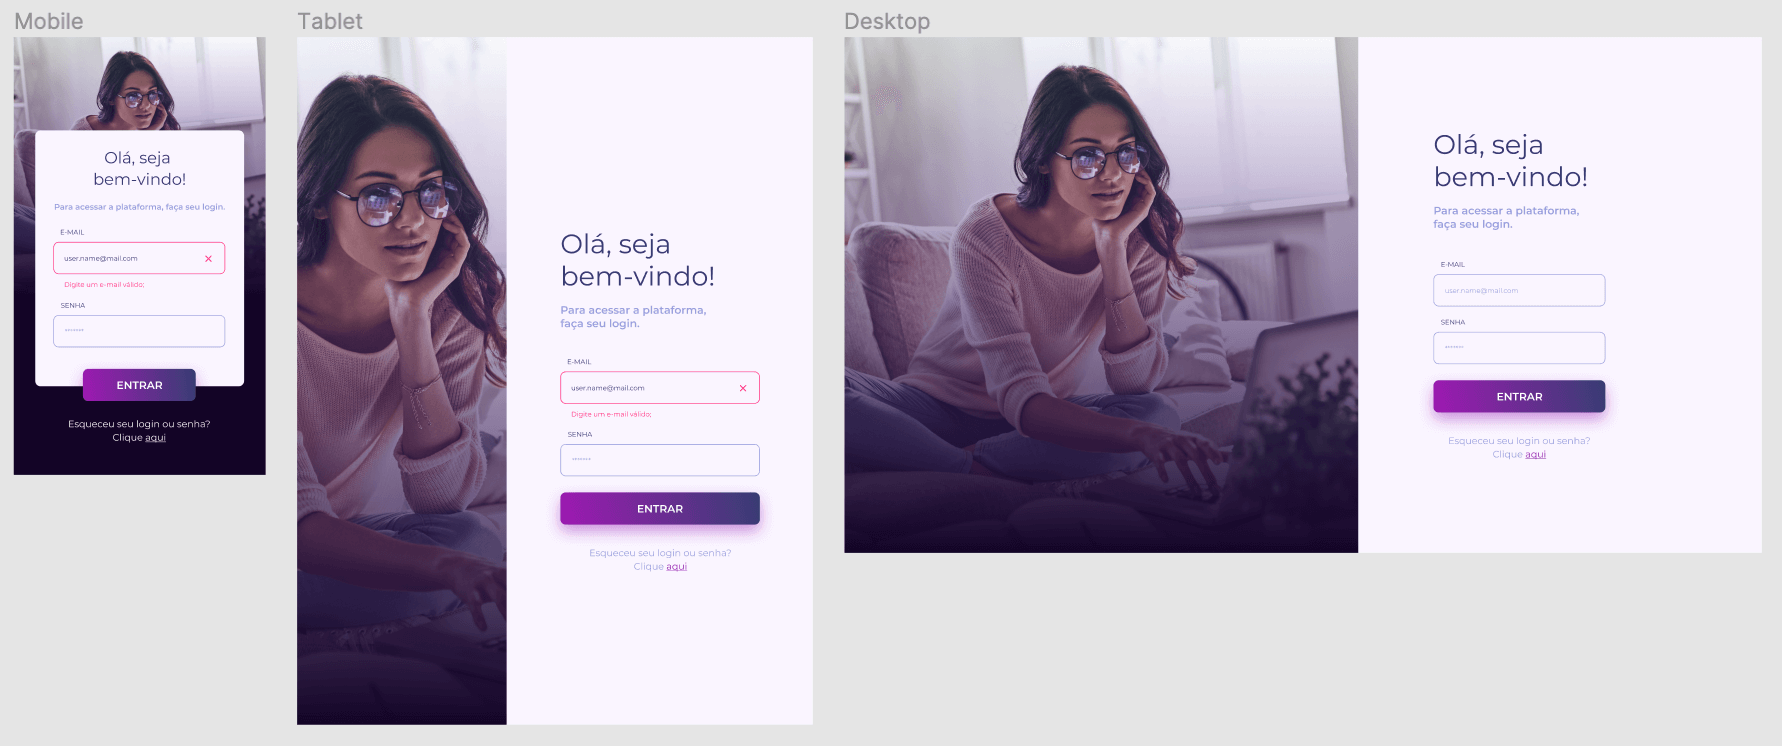 Mobile
Olá, seja
bem-vindo!
Para acessar a plataforma, faça seu login.
E-MAIL
user.name@mail.com
Digite um e-mail válido;
SENHA
•••••••
ENTRAR
Esqueceu seu login ou senha?
Clique aqui
Tablet
Olá, seja
bem-vindo!
Para acessar a plataforma,
faça seu login.
E-MAIL
user.name@mail.com
Digite um e-mail válido;
SENHA
•••••••
ENTRAR
Esqueceu seu login ou senha?
Clique aqui
Desktop
Olá, seja
bem-vindo!
Para acessar a plataforma,
faça seu login.
E-MAIL
user.name@mail.com
SENHA
•••••••
ENTRAR
Esqueceu seu login ou senha?
Clique aqui